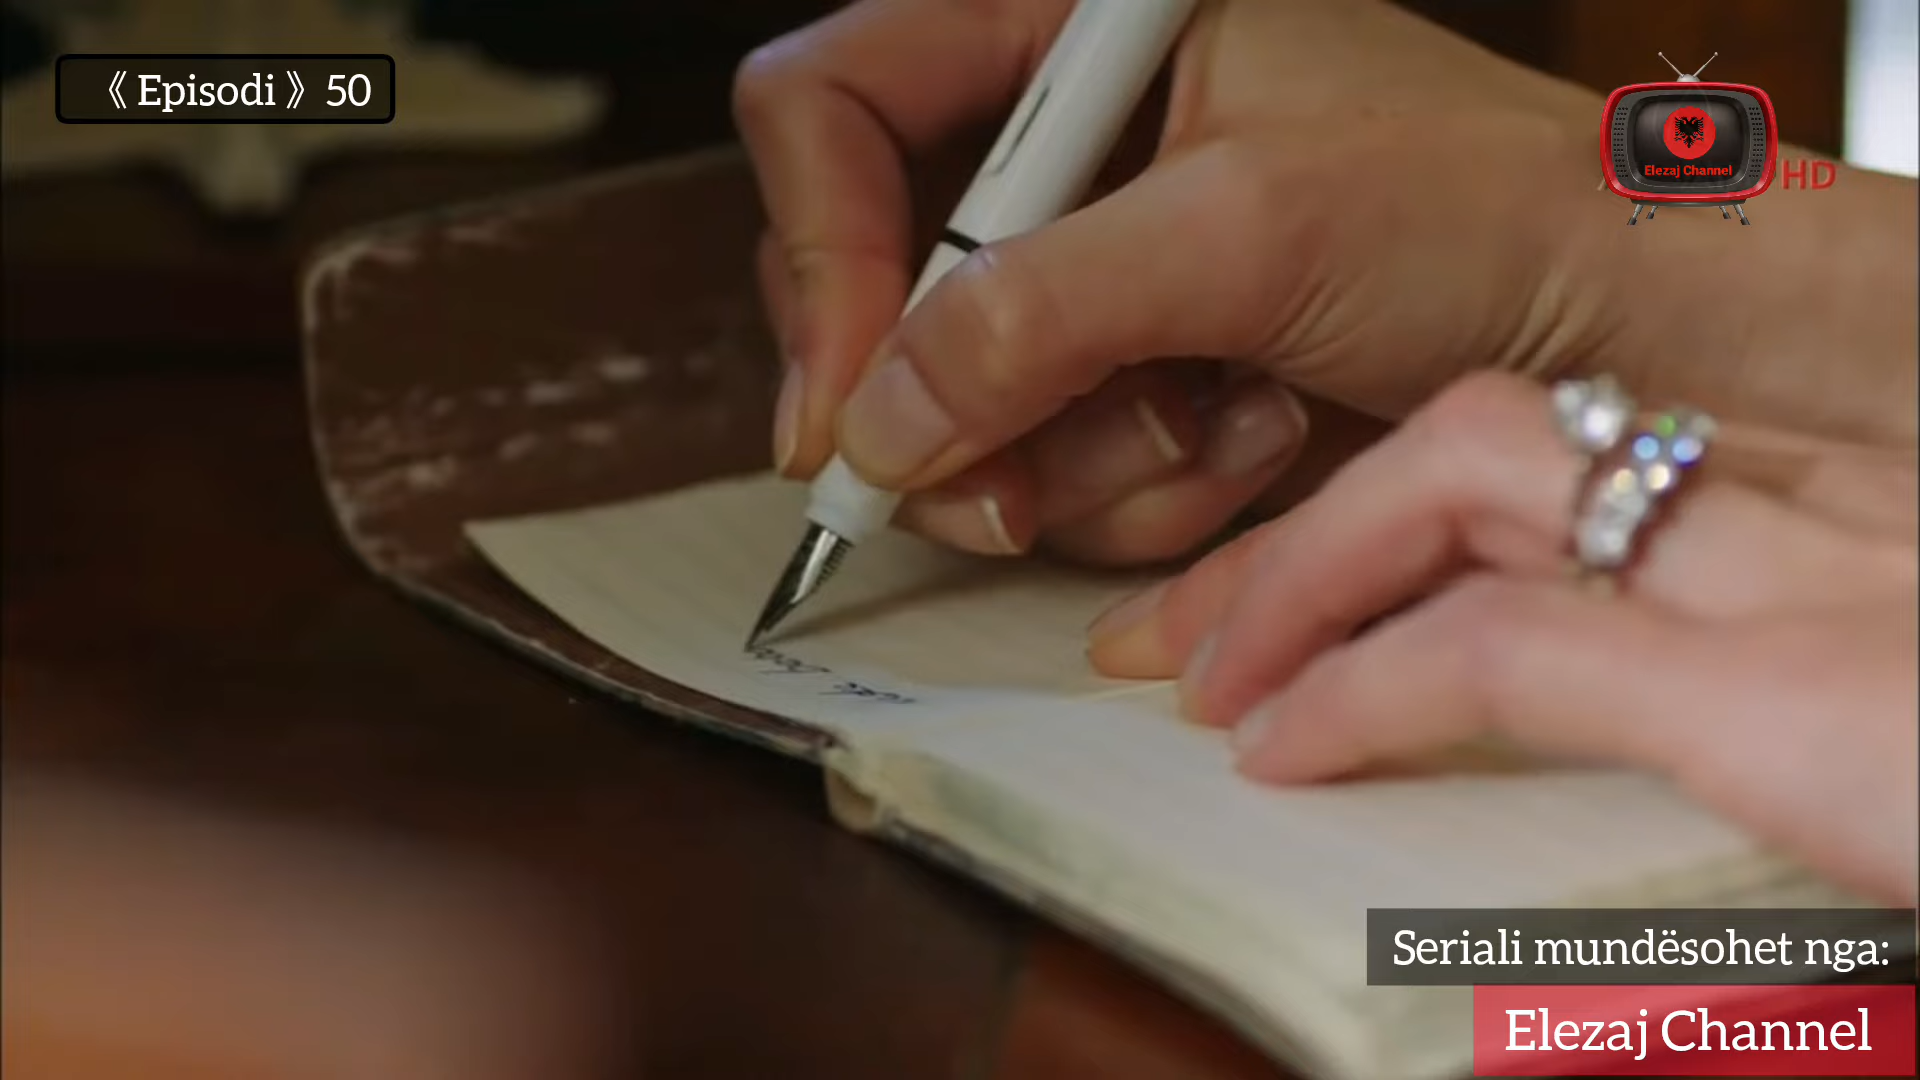 《 Episodi 》 50
Elezaj Channel
HD
Seriali mundësohet nga:
Elezaj Channel